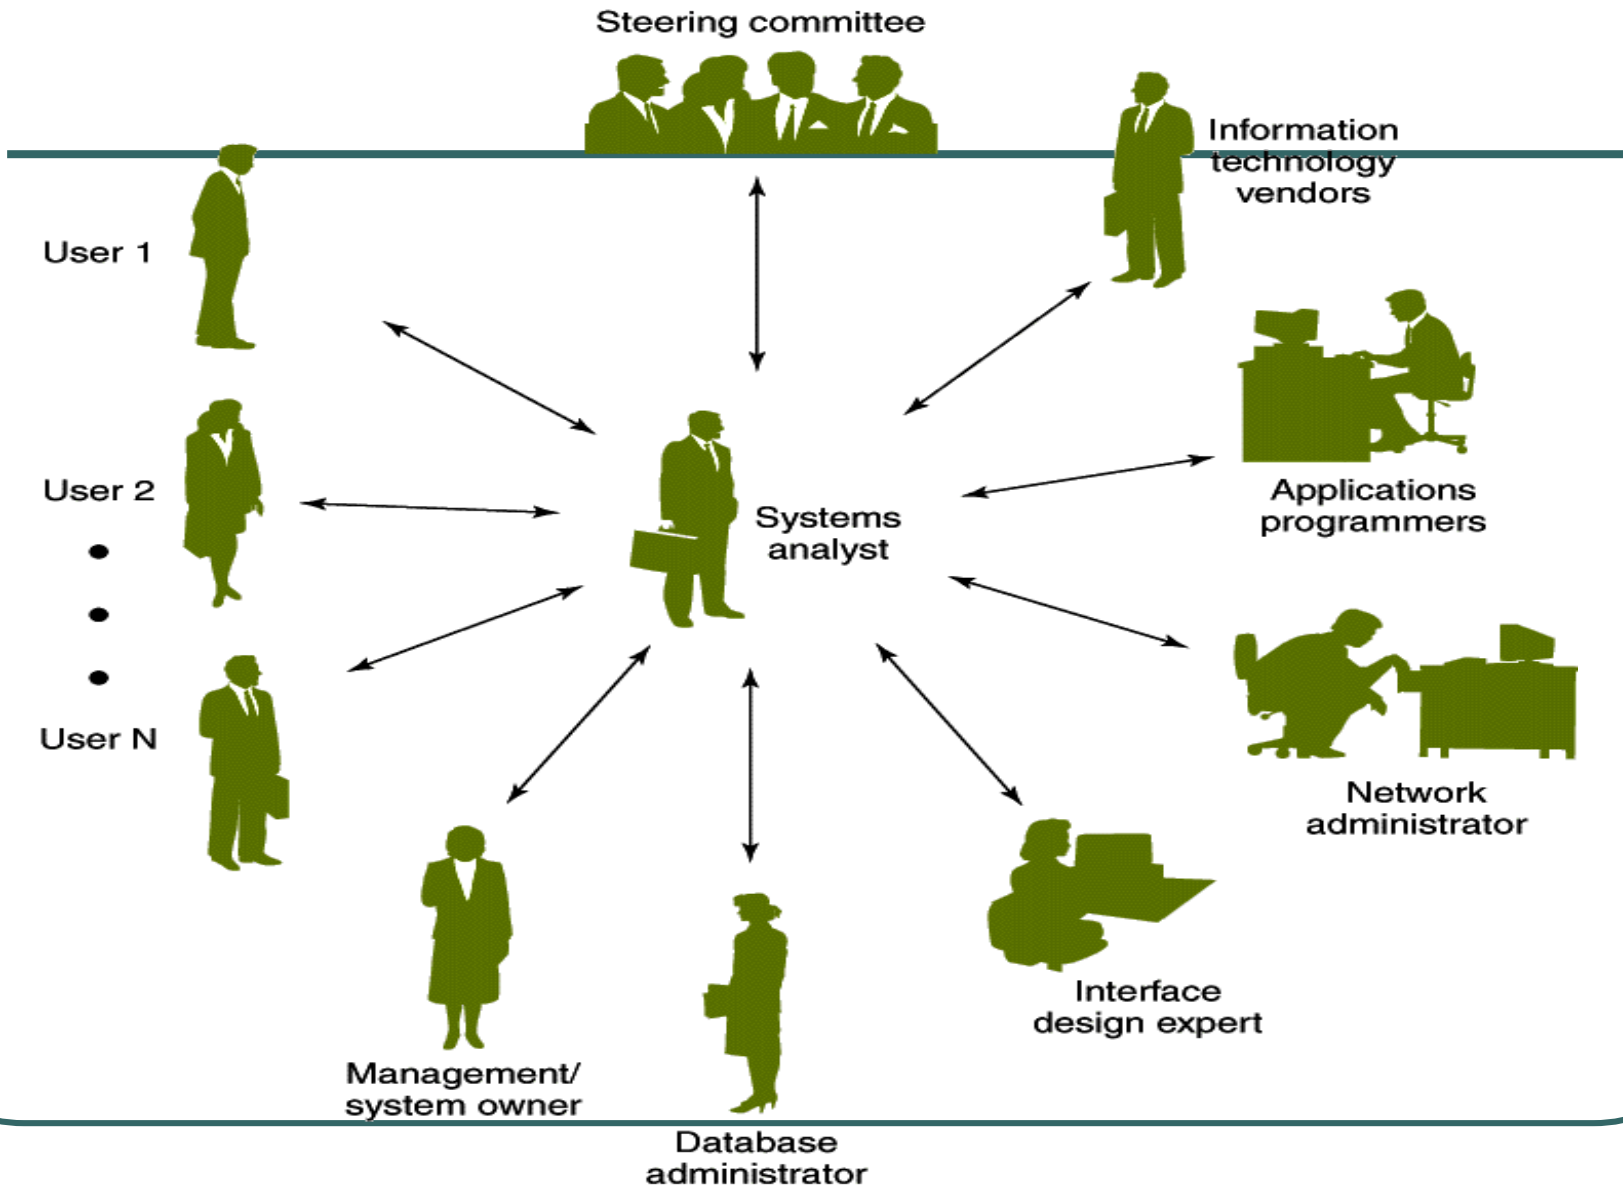 Steering committee
Information
technology
vendors
User 1
User 2
Systems
analyst
Applications
programmers
User N
Network
administrator
Interface
design expert
Management/
system owner
Database
administrator